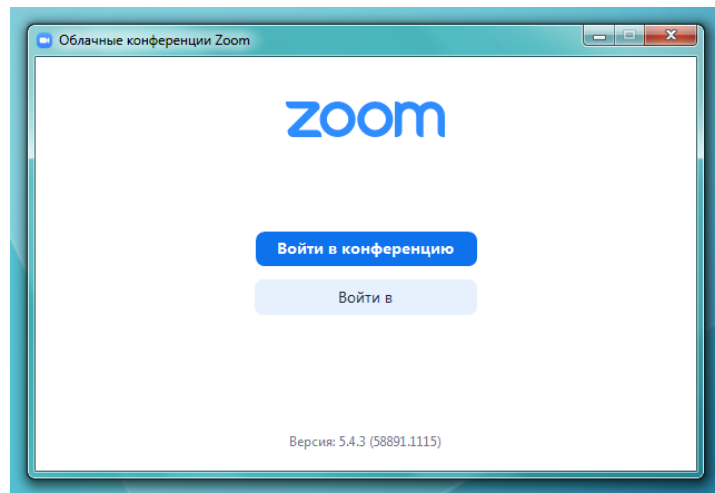 Облачные конференции Zoom
zoom
Войти в конференцию
Войти в
Версия: 5.4.3 (58891.1115)